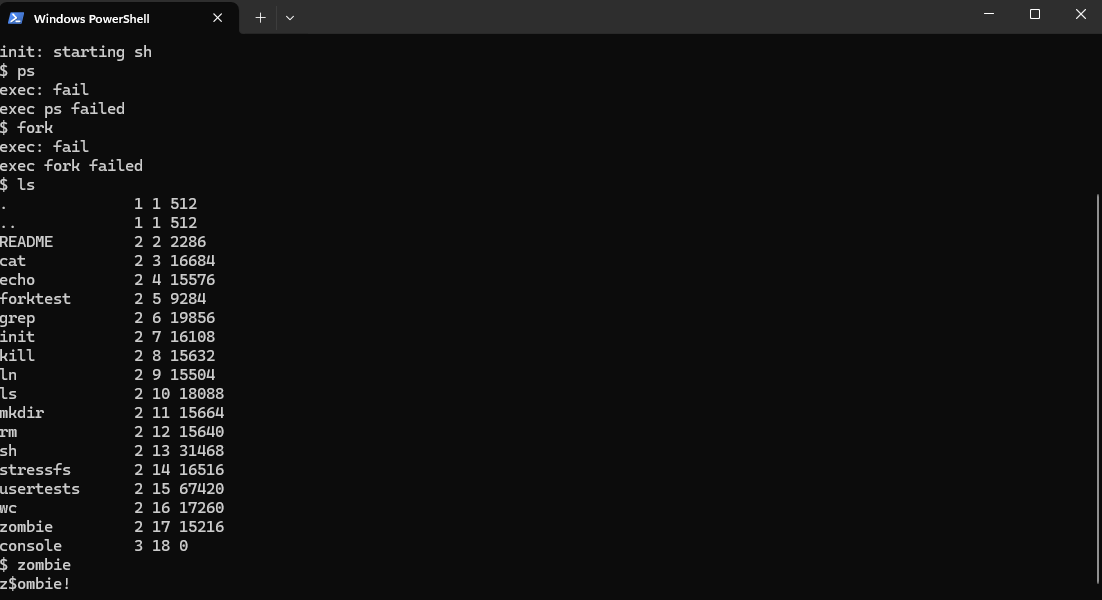 Windows PowerShell
init: starting sh
$ ps
exec: fail
exec ps failed
$ fork
exec: fail
exec fork failed
$ ls
.              1 1 512
..             1 1 512
README         2 2 2286
cat            2 3 16684
echo           2 4 15576
forktest       2 5 9284
grep           2 6 19856
init           2 7 16108
kill           2 8 15632
ln             2 9 15504
ls             2 10 18088
mkdir          2 11 15664
rm             2 12 15640
sh             2 13 31468
stressfs       2 14 16516
usertests      2 15 67420
wc             2 16 17260
zombie         2 17 15216
console        3 18 0
$ zombie
z$ombie!